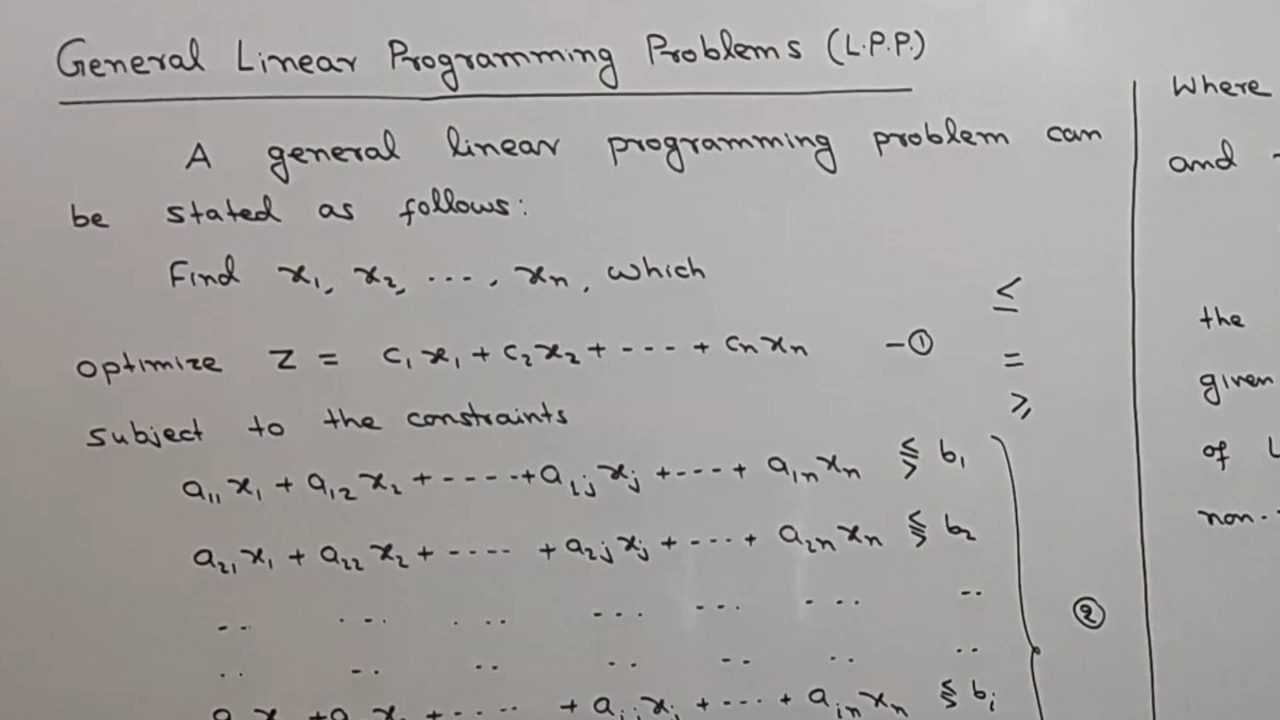 General Linear Programming Problems (L.P.P.)
A general linear programming problem can
be stated as follows:
Find x₁, x₂, ..., xₙ, which
optimize Z = c₁x₁ + c₂x₂ + --- + cₙxₙ -①
≤
=
≥
subject to the constraints
a₁₁x₁ + a₁₂x₂ + ----- + a₁ⱼxⱼ + ---- + a₁ₙxₙ ⋚ b₁
a₂₁x₁ + a₂₂x₂ + ---- + a₂ⱼxⱼ + ---- + a₂ₙxₙ ⋚ b₂
.. ... ... ... ... ... ..
②
.. .. .. .. .. .. ..
+ aᵢⱼxⱼ + ---- + aᵢₙxₙ ⋚ bᵢ
Where
and
the
given
of
non-